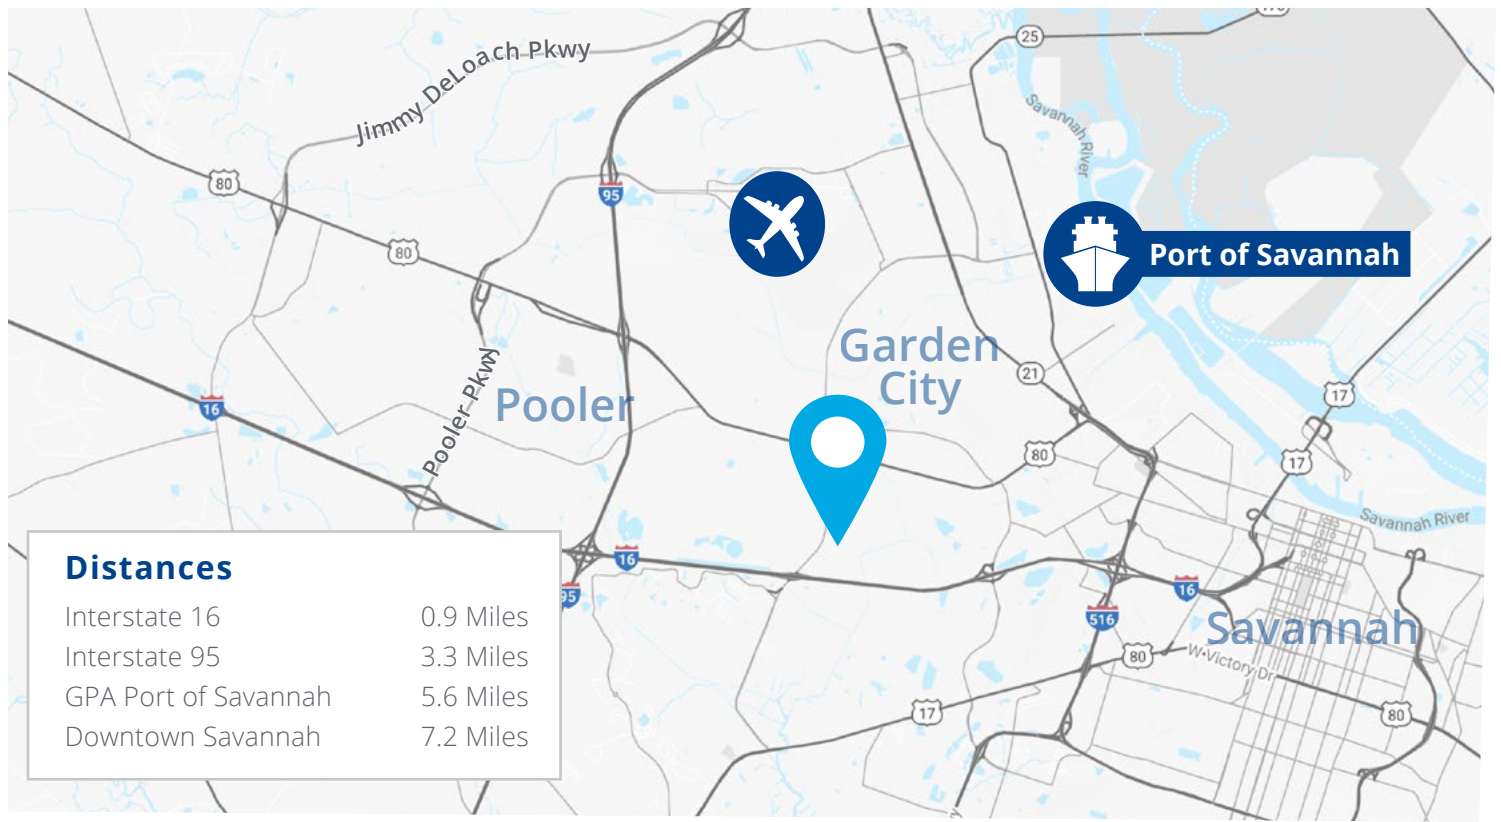 Jimmy DeLoach Pkwy
25
Savannah River
80
95
80
Port of Savannah
Garden
City
21
Pooler Pkwy
Pooler
16
17
80
17
Savannah River
16
95
16
516
Savannah
80
W Victory Dr
17
80
Distances
Interstate 16 0.9 Miles
Interstate 95 3.3 Miles
GPA Port of Savannah 5.6 Miles
Downtown Savannah 7.2 Miles